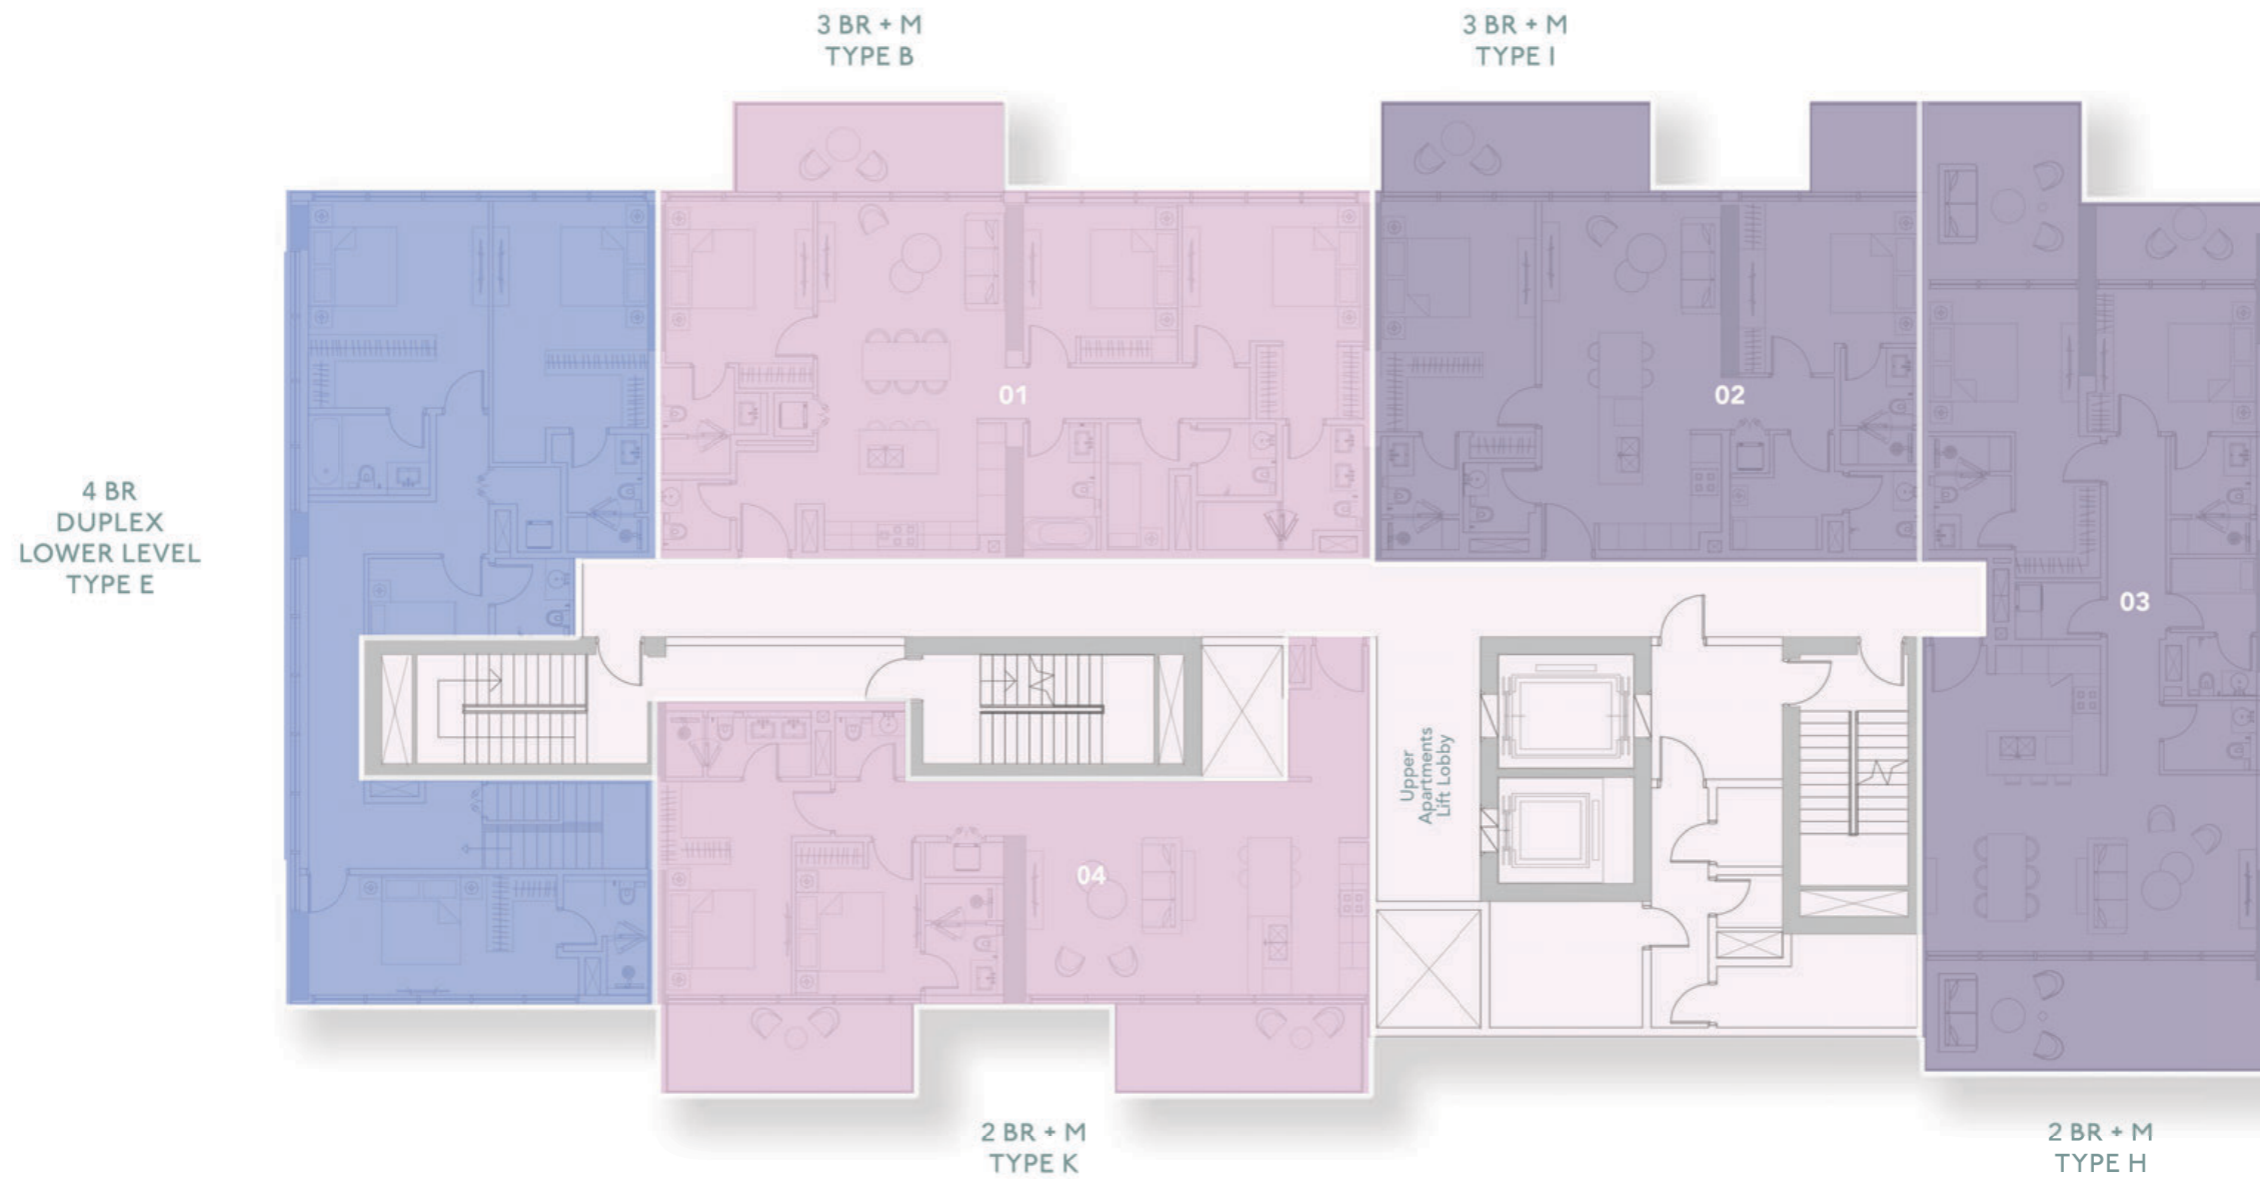 3 BR + M
TYPE B
3 BR + M
TYPE I
01
02
4 BR
DUPLEX
LOWER LEVEL
TYPE E
03
Upper
Apartments
Lift Lobby
04
2 BR + M
TYPE K
2 BR + M
TYPE H